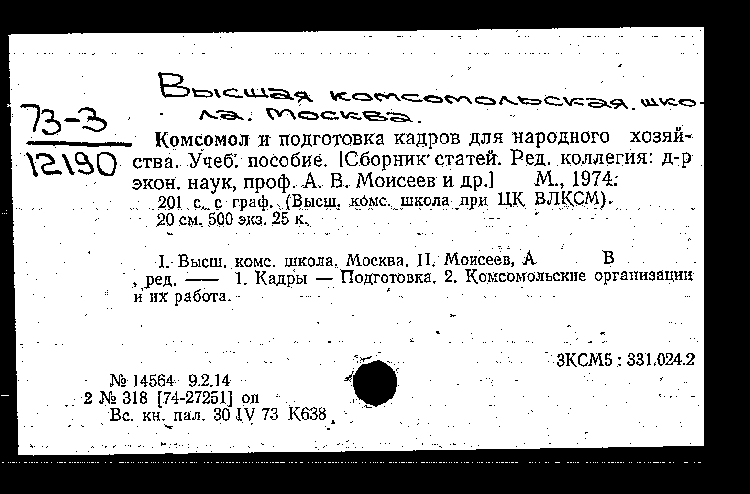 Высшая комсомольская шко-
ла. Москва.
73-3
12190
Комсомол и подготовка кадров для народного хозяй-
ства. Учеб. пособие. [Сборник статей. Ред. коллегия: д-р
экон. наук, проф. А. В. Моисеев и др.] М., 1974.
201 с. с граф. (Высш. комс. школа при ЦК ВЛКСМ).
20 см. 500 экз. 25 к.
I. Высш. комс. школа. Москва. II. Моисеев, А В
, ред. —— 1. Кадры — Подготовка. 2. Комсомольские организации
и их работа.
3КСМ5 : 331.024.2
№ 14564 9.2.14
2 № 318 [74-27251] оп
Вс. кн. пал. 30 IV 73 К638